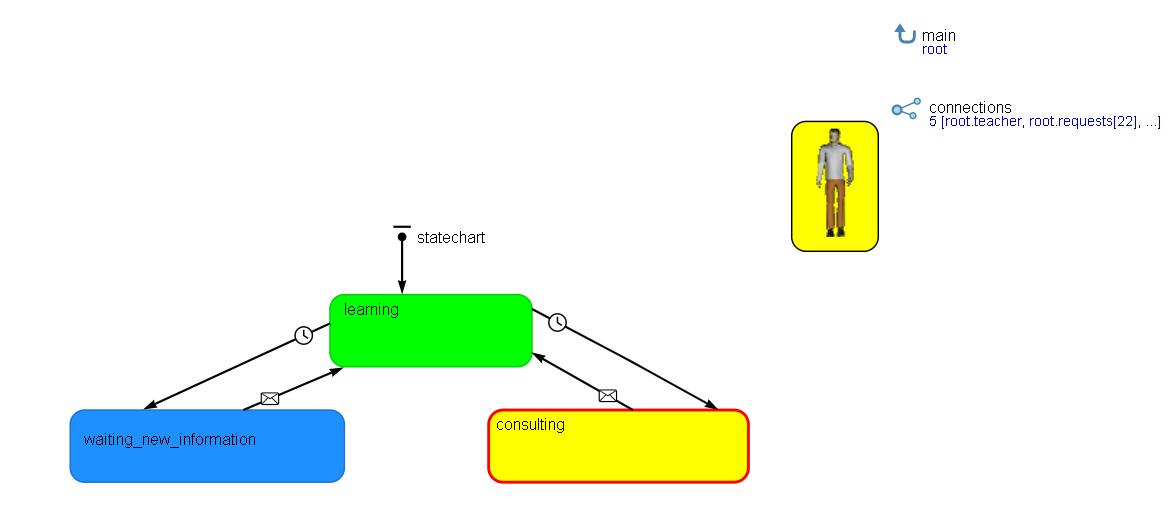 main
root
connections
5 [root.teacher, root.requests[22], ...]
statechart
learning
waiting_new_information
consulting